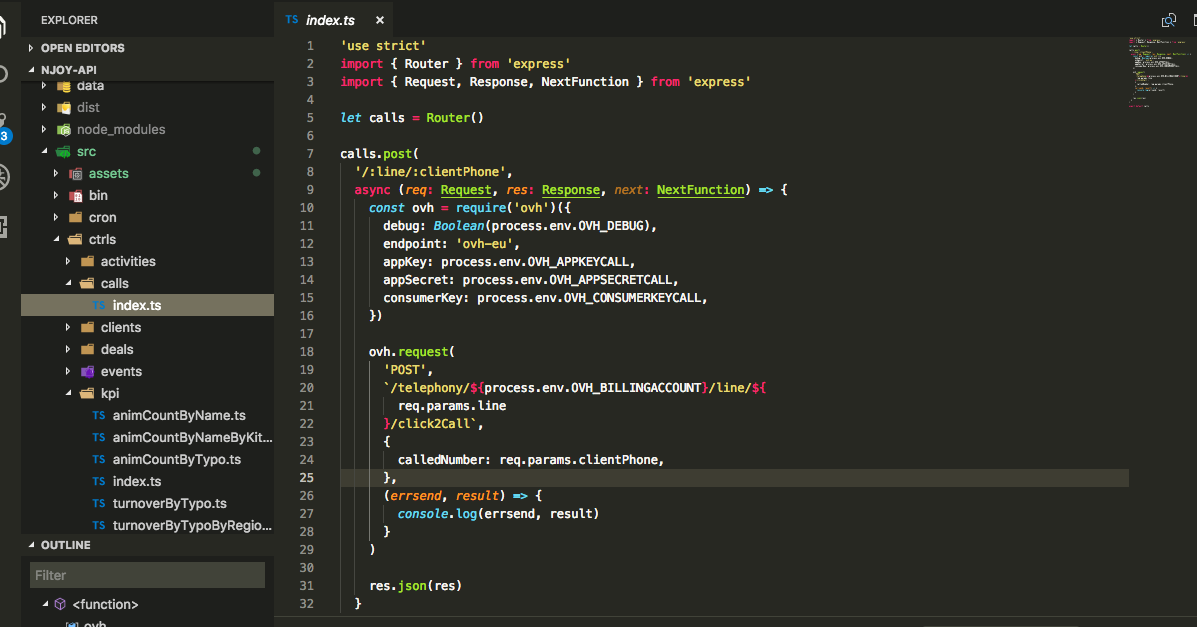 EXPLORER
OPEN EDITORS
NJOY-API
data
dist
node_modules
src
assets
bin
cron
ctrls
activities
calls
TS index.ts
clients
deals
events
kpi
TS animCountByName.ts
TS animCountByNameByKit...
TS animCountByTypo.ts
TS index.ts
TS turnoverByTypo.ts
TS turnoverByTypoByRegio...
OUTLINE
Filter
<function>
ovh
3
TS index.ts ×
1 'use strict'
2 import { Router } from 'express'
3 import { Request, Response, NextFunction } from 'express'
4
5 let calls = Router()
6
7 calls.post(
8 '/:line/:clientPhone',
9 async (req: Request, res: Response, next: NextFunction) => {
10 const ovh = require('ovh')({
11 debug: Boolean(process.env.OVH_DEBUG),
12 endpoint: 'ovh-eu',
13 appKey: process.env.OVH_APPKEYCALL,
14 appSecret: process.env.OVH_APPSECRETCALL,
15 consumerKey: process.env.OVH_CONSUMERKEYCALL,
16 })
17
18 ovh.request(
19 'POST',
20 `/telephony/${process.env.OVH_BILLINGACCOUNT}/line/${
21 req.params.line
22 }/click2Call`,
23 {
24 calledNumber: req.params.clientPhone,
25 },
26 (errsend, result) => {
27 console.log(errsend, result)
28 }
29 )
30
31 res.json(res)
32 }